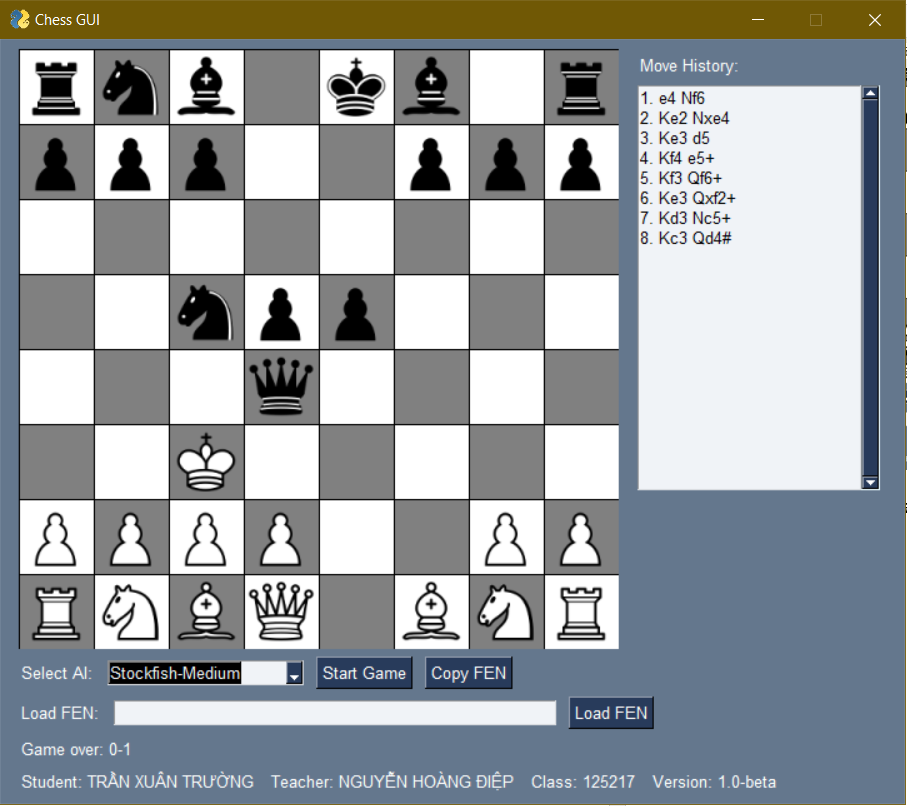 Chess GUI
Move History:
1. e4 Nf6
2. Ke2 Nxe4
3. Ke3 d5
4. Kf4 e5+
5. Kf3 Qf6+
6. Ke3 Qxf2+
7. Kd3 Nc5+
8. Kc3 Qd4#
Select AI: Stockfish-Medium Start Game Copy FEN
Load FEN: Load FEN
Game over: 0-1
Student: TRẦN XUÂN TRƯỜNG Teacher: NGUYỄN HOÀNG ĐIỆP Class: 125217 Version: 1.0-beta